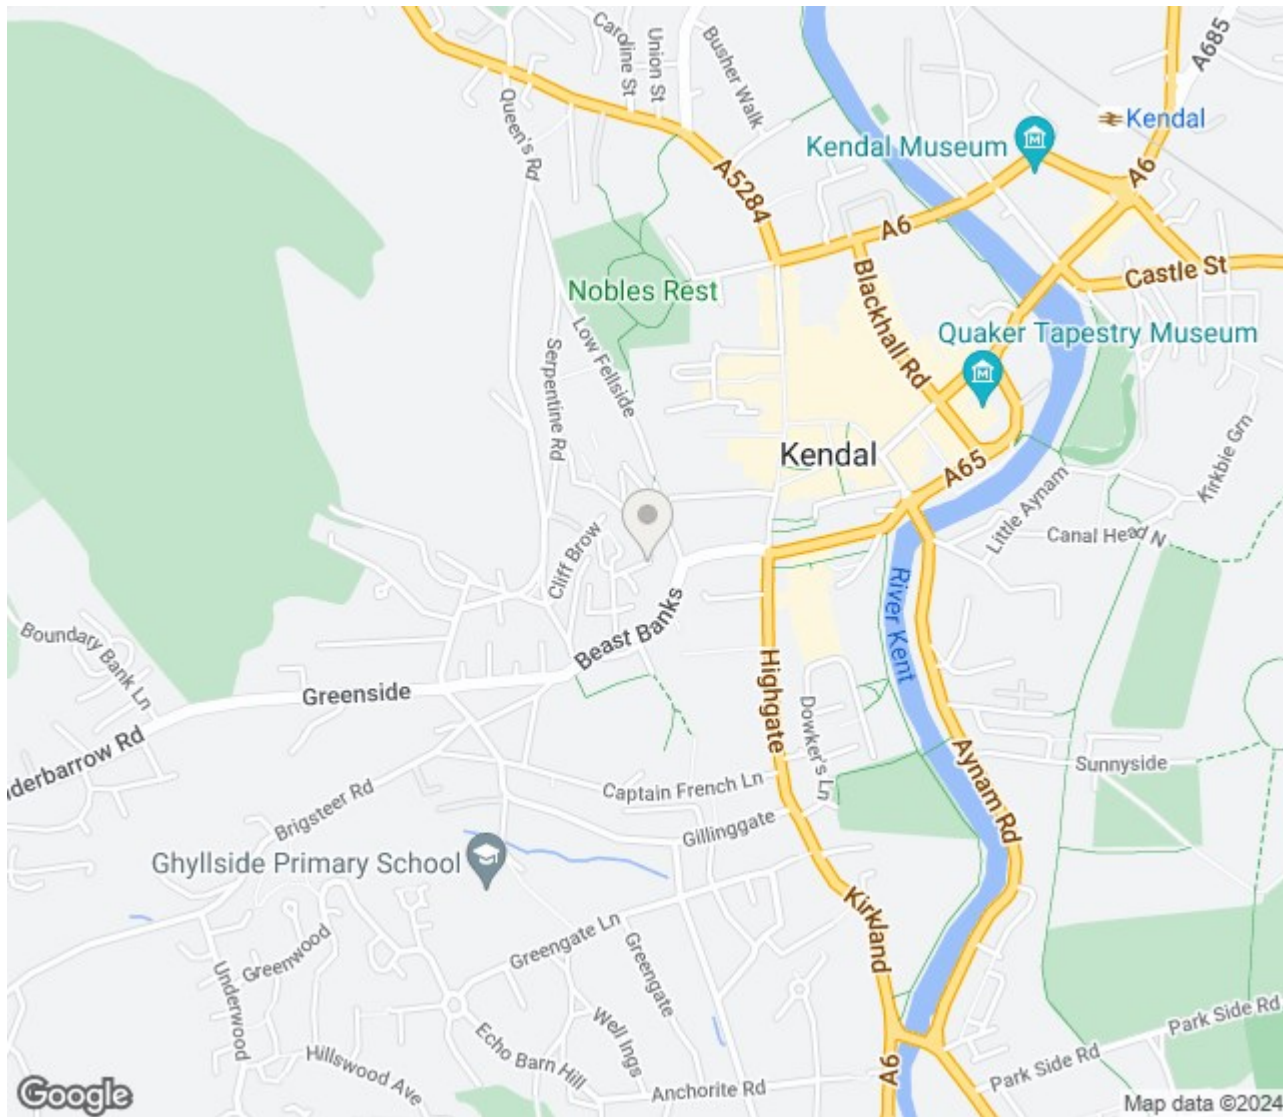 Caroline St
Union St
Busher Walk
A685
Queen's Rd
Kendal
Kendal Museum
A6
A5284
A6
Castle St
Nobles Rest
Blackhall Rd
Quaker Tapestry Museum
Low Fellside
Serpentine Rd
Kendal
A65
Kirkbie Grn
Little Aynam
Canal Head N
Cliff Brow
River Kent
Beast Banks
Boundary Bank Ln
Greenside
Highgate
Dowker's Ln
Aynam Rd
Sunnyside
nderbarrow Rd
Captain French Ln
Brigsteer Rd
Gillinggate
Ghyllside Primary School
Kirkland
Greengate Ln
Greenwood
Greengate
Underwood
Well Ings
Echo Barn Hill
Hillswood Ave
Park Side Rd
Park Side Rd
A6
Anchorite Rd
Google
Map data ©2024